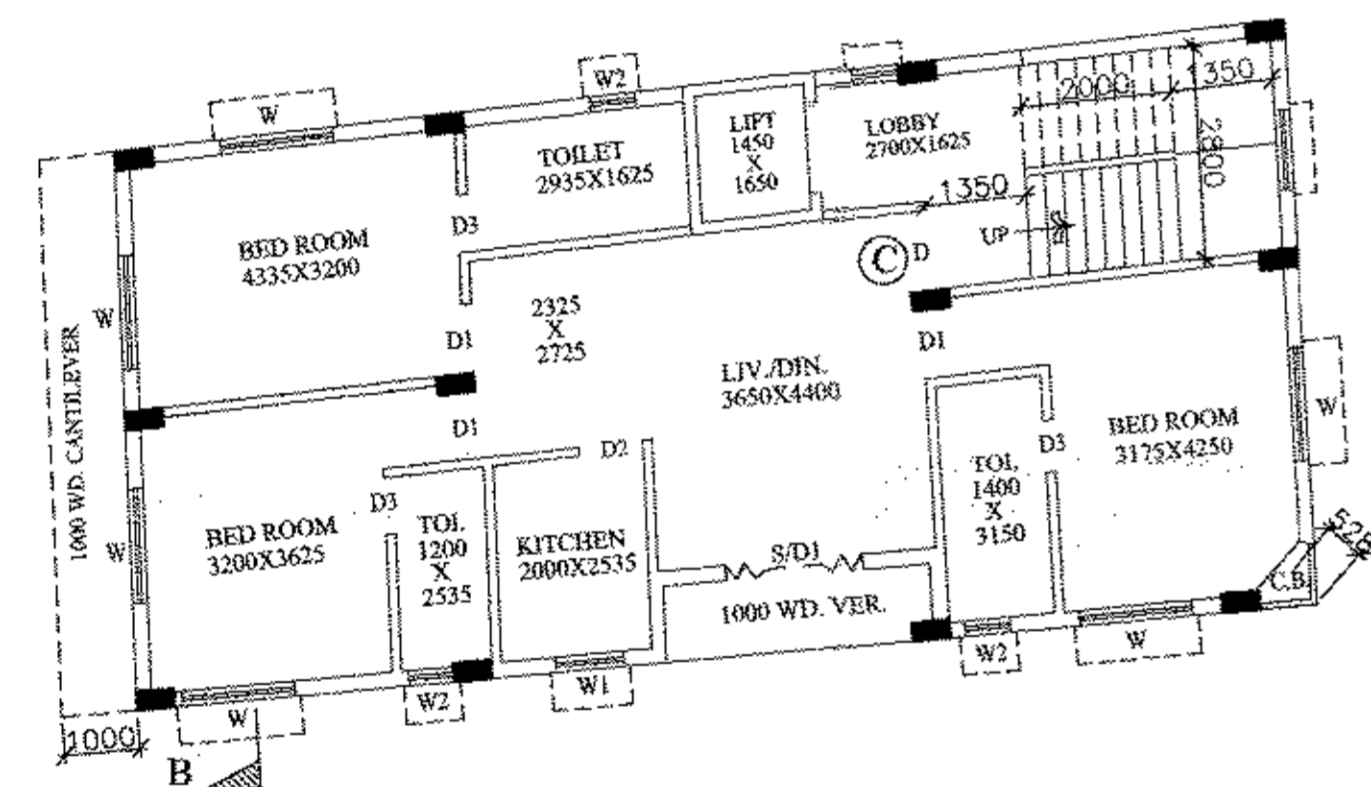 W
W2
W
TOILET
2935X1625
LIFT
1450
X
1650
LOBBY
2700X1625
2000
1350
2800
1350
UP
C
D
D3
BED ROOM
4335X3200
W
D1
2325
X
2725
LIV./DIN.
3650X4400
D1
1000 WD. CANTILEVER
D1
D2
D3
BED ROOM
3175X4250
W
W
BED ROOM
3200X3625
D3
TOI.
1200
X
2535
KITCHEN
2000X2535
S/D1
1000 WD. VER.
TOI.
1400
X
3150
C.B.
525
W
W2
W1
W2
W
1000
B